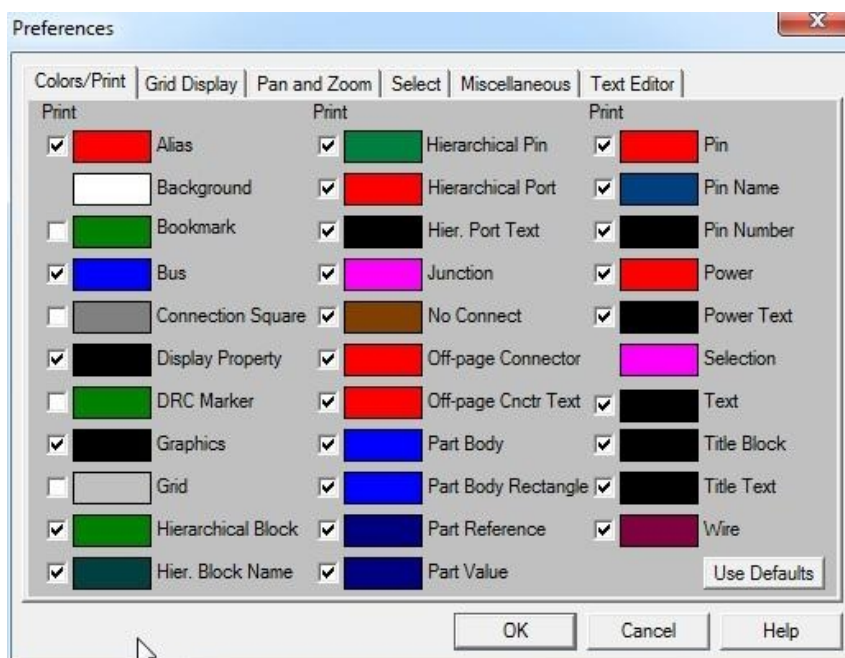 Preferences
Colors/Print Grid Display Pan and Zoom Select Miscellaneous Text Editor
Print Print Print
Alias Hierarchical Pin Pin
Background Hierarchical Port Pin Name
Bookmark Hier. Port Text Pin Number
Bus Junction Power
Connection Square No Connect Power Text
Display Property Off-page Connector Selection
DRC Marker Off-page Cnctr Text Text
Graphics Part Body Title Block
Grid Part Body Rectangle Title Text
Hierarchical Block Part Reference Wire
Hier. Block Name Part Value Use Defaults
OK Cancel Help